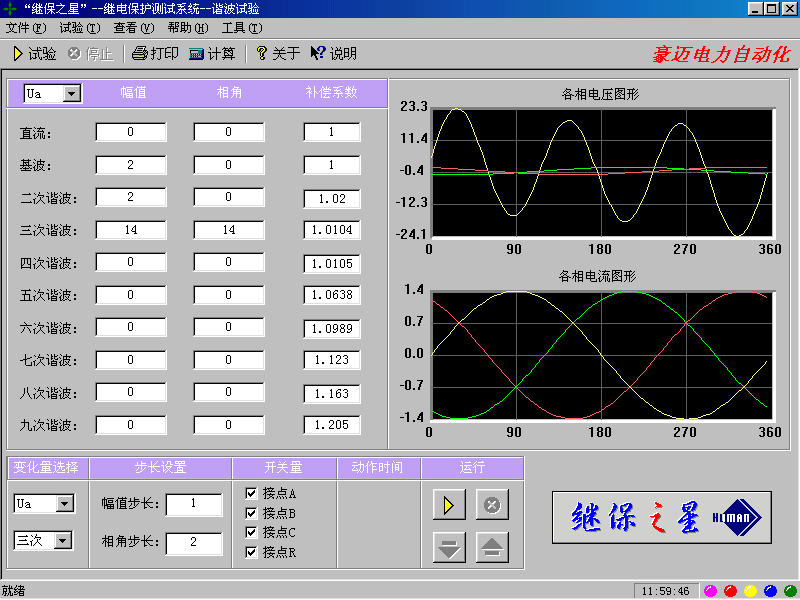 “继保之星”--继电保护测试系统--谐波试验
文件(F) 试验(T) 查看(V) 帮助(H) 工具(T)
试验 停止 打印 计算 关于 说明
豪迈电力自动化
Ua 幅值 相角 补偿系数
直流: 0 0 1
基波: 2 0 1
二次谐波: 2 0 1.02
三次谐波: 14 14 1.0104
四次谐波: 0 0 1.0105
五次谐波: 0 0 1.0638
六次谐波: 0 0 1.0989
七次谐波: 0 0 1.123
八次谐波: 0 0 1.163
九次谐波: 0 0 1.205
各相电压图形
23.3
11.4
-0.4
-12.3
-24.1
0 90 180 270 360
各相电流图形
1.4
0.7
0.0
-0.7
-1.4
0 90 180 270 360
变化量选择 步长设置 开关量 动作时间 运行
Ua
三次
幅值步长: 1
相角步长: 2
接点A
接点B
接点C
接点R
继保之星 HIMAN
就绪 11:59:46